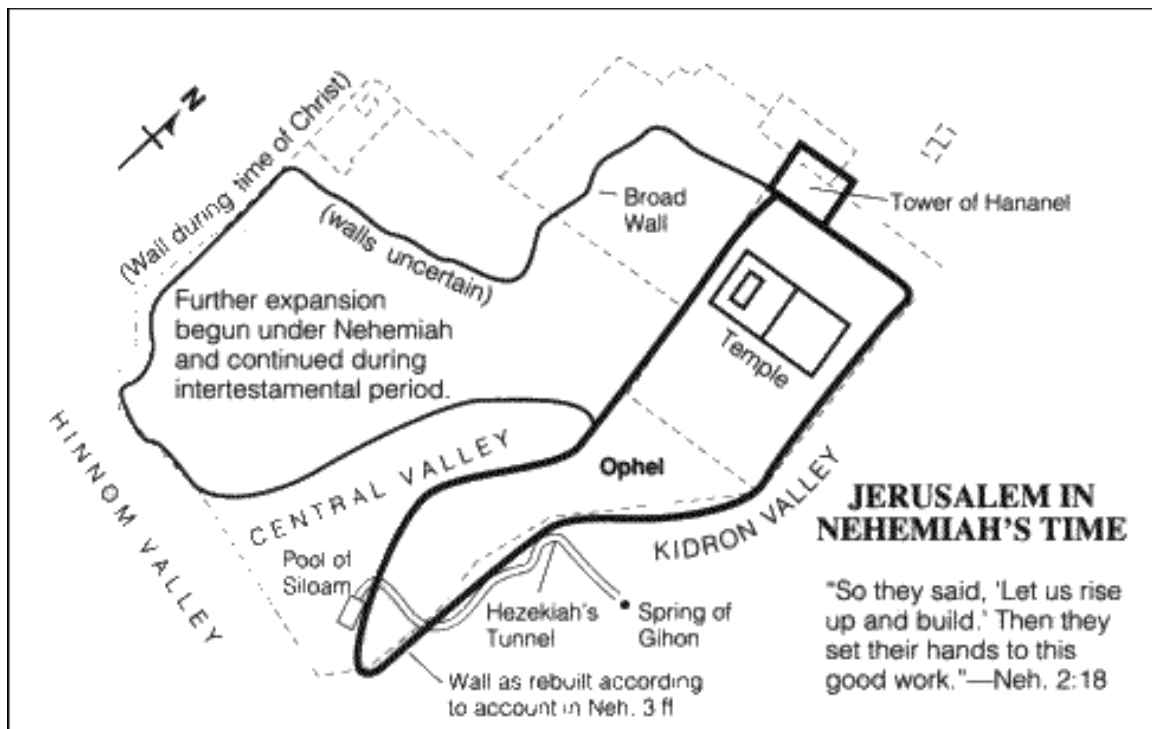 N
(Wall during time of Christ)
(walls uncertain)
Broad
Wall
Tower of Hananel
Further expansion
begun under Nehemiah
and continued during
intertestamental period.
Temple
HINNOM VALLEY
CENTRAL VALLEY
Ophel
KIDRON VALLEY
JERUSALEM IN
NEHEMIAH'S TIME
Pool of
Siloam
Hezekiah's
Tunnel
Spring of
Gihon
Wall as rebuilt according
to account in Neh. 3 ff
"So they said, 'Let us rise
up and build.' Then they
set their hands to this
good work."—Neh. 2:18